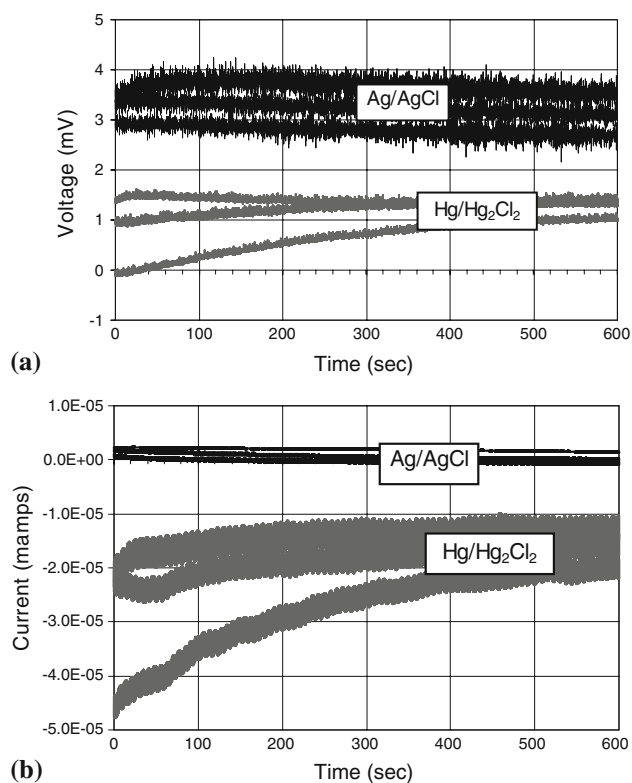 5
4
3
2
1
0
-1
Voltage (mV)
Ag/AgCl
Hg/Hg₂Cl₂
0 100 200 300 400 500 600
(a) Time (sec)
1.0E-05
0.0E+00
-1.0E-05
-2.0E-05
-3.0E-05
-4.0E-05
-5.0E-05
Current (mamps)
Ag/AgCl
Hg/Hg₂Cl₂
0 100 200 300 400 500 600
(b) Time (sec)